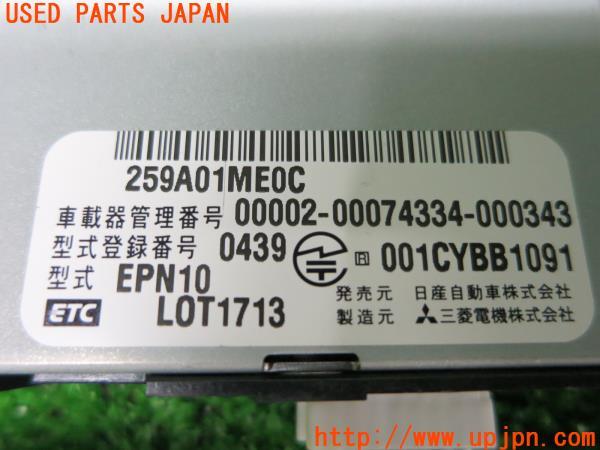 USED PARTS JAPAN
259A01ME0C
車載器管理番号 00002-00074334-000343
型式登録番号 0439 R 001CYBB1091
型式 EPN10
ETC LOT1713
発売元 日産自動車株式会社
製造元 三菱電機株式会社
http://www.upjpn.com